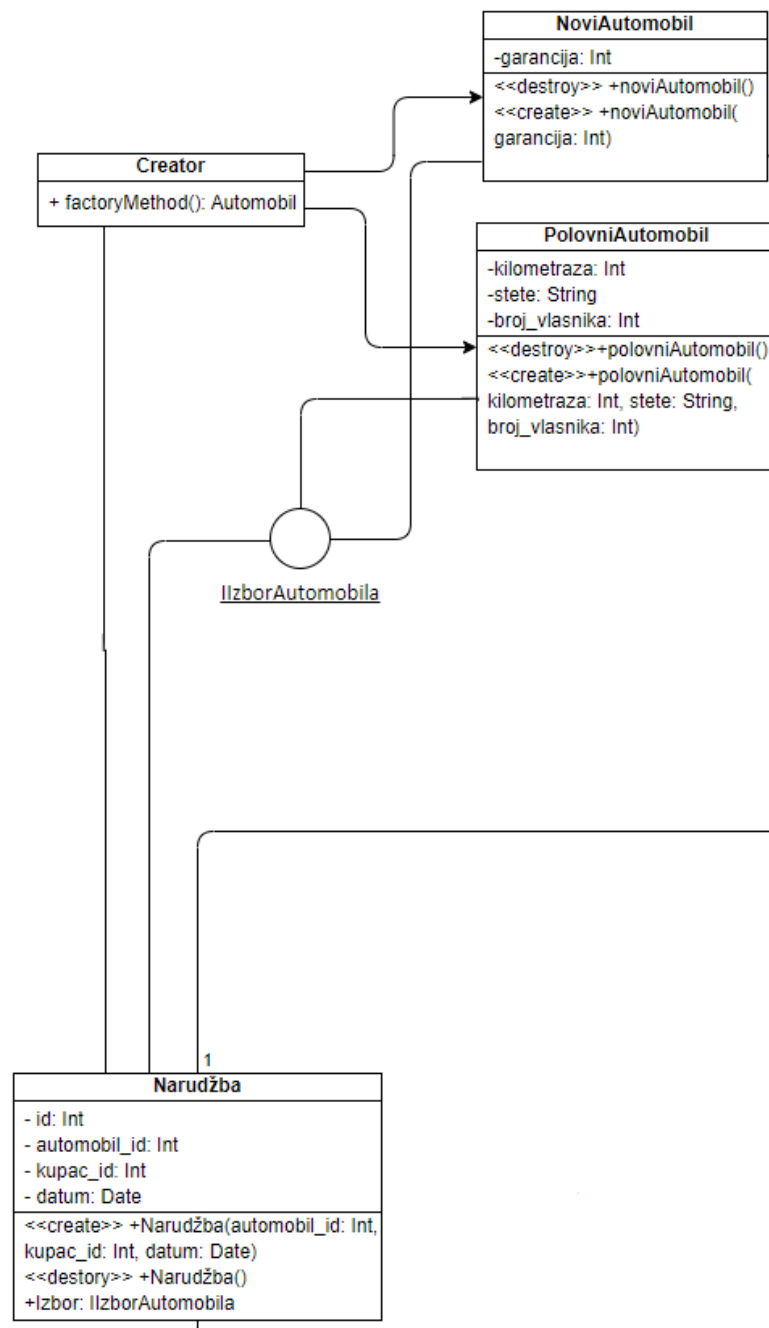 NoviAutomobil
-garancija: Int
<<destroy>> +noviAutomobil()
<<create>> +noviAutomobil(
garancija: Int)
Creator
+ factoryMethod(): Automobil
PolovniAutomobil
-kilometraza: Int
-stete: String
-broj_vlasnika: Int
<<destroy>>+polovniAutomobil()
<<create>>+polovniAutomobil(
kilometraza: Int, stete: String,
broj_vlasnika: Int)
IIzborAutomobila
1
Narudžba
- id: Int
- automobil_id: Int
- kupac_id: Int
- datum: Date
<<create>> +Narudžba(automobil_id: Int,
kupac_id: Int, datum: Date)
<<destory>> +Narudžba()
+Izbor: IIzborAutomobila